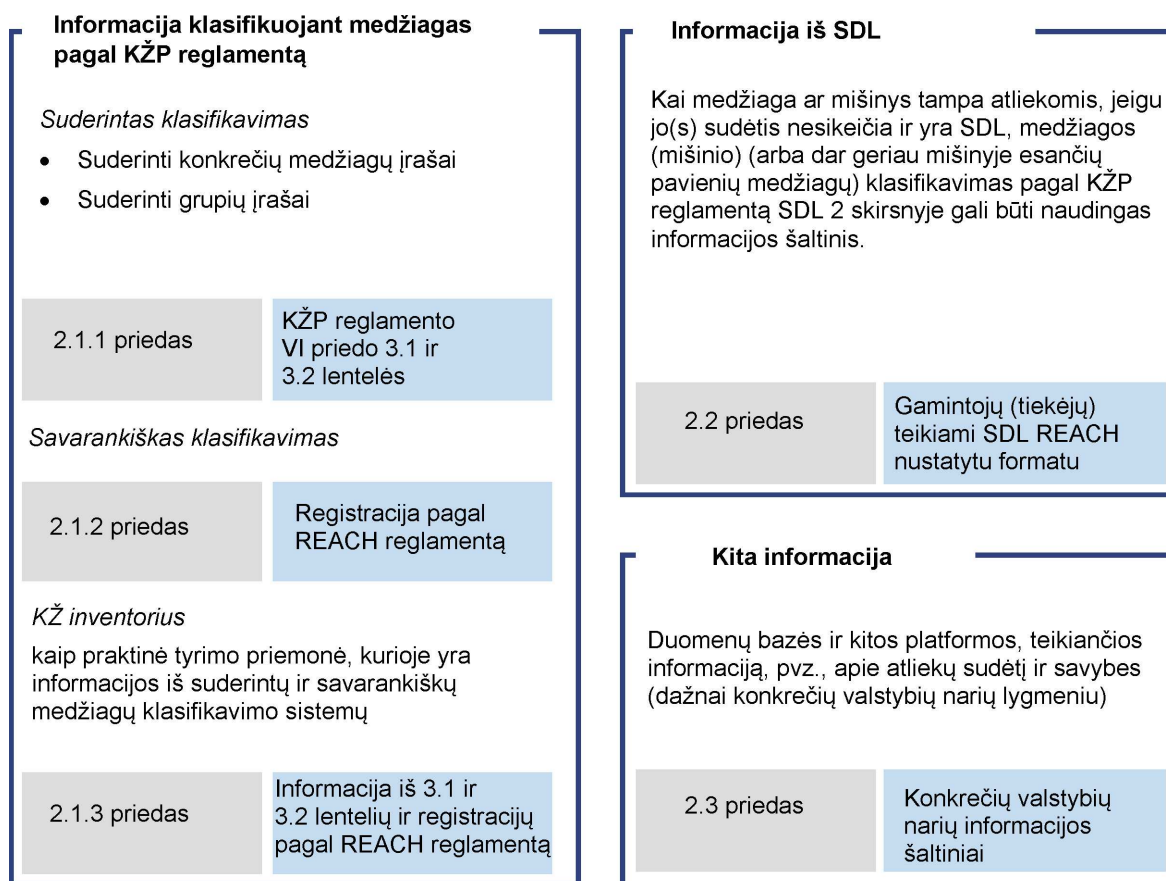 Informacija klasifikuojant medžiagas
pagal KŽP reglamentą
Suderintas klasifikavimas
• Suderinti konkrečių medžiagų įrašai
• Suderinti grupių įrašai
2.1.1 priedas
KŽP reglamento
VI priedo 3.1 ir
3.2 lentelės
Savarankiškas klasifikavimas
2.1.2 priedas
Registracija pagal
REACH reglamentą
KŽ inventorius
kaip praktinė tyrimo priemonė, kurioje yra
informacijos iš suderintų ir savarankiškų
medžiagų klasifikavimo sistemų
2.1.3 priedas
Informacija iš 3.1 ir
3.2 lentelių ir registracijų
pagal REACH reglamentą
Informacija iš SDL
Kai medžiaga ar mišinys tampa atliekomis, jeigu
jo(s) sudėtis nesikeičia ir yra SDL, medžiagos
(mišinio) (arba dar geriau mišinyje esančių
pavienių medžiagų) klasifikavimas pagal KŽP
reglamentą SDL 2 skirsnyje gali būti naudingas
informacijos šaltinis.
2.2 priedas
Gamintojų (tiekėjų)
teikiami SDL REACH
nustatytu formatu
Kita informacija
Duomenų bazės ir kitos platformos, teikiančios
informaciją, pvz., apie atliekų sudėtį ir savybes
(dažnai konkrečių valstybių narių lygmeniu)
2.3 priedas
Konkrečių valstybių
narių informacijos
šaltiniai